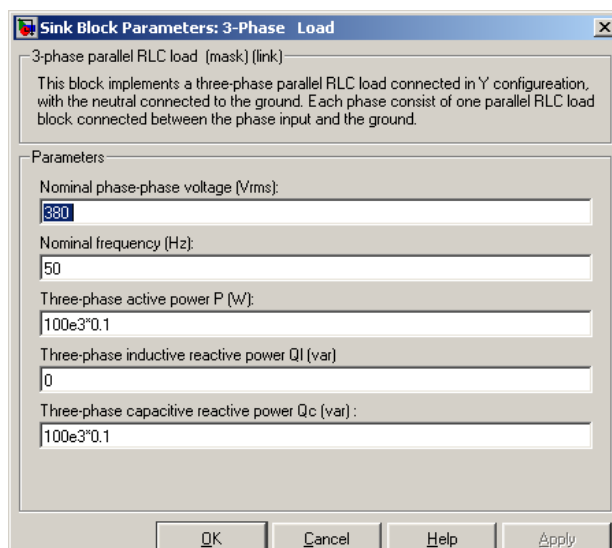 Sink Block Parameters: 3-Phase Load
3-phase parallel RLC load (mask) (link)
This block implements a three-phase parallel RLC load connected in Y configureation,
with the neutral connected to the ground. Each phase consist of one parallel RLC load
block connected between the phase input and the ground.
Parameters
Nominal phase-phase voltage (Vrms):
380
Nominal frequency (Hz):
50
Three-phase active power P (W):
100e3*0.1
Three-phase inductive reactive power Ql (var)
0
Three-phase capacitive reactive power Qc (var) :
100e3*0.1
OK Cancel Help Apply